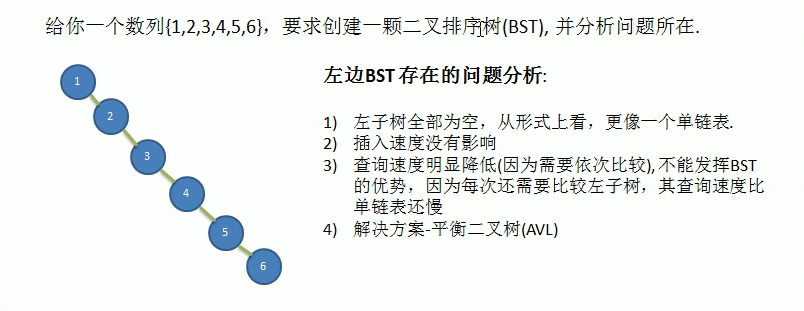 给你一个数列{1,2,3,4,5,6}，要求创建一颗二叉排序树(BST), 并分析问题所在.
左边BST 存在的问题分析:
1) 左子树全部为空，从形式上看，更像一个单链表.
2) 插入速度没有影响
3) 查询速度明显降低(因为需要依次比较), 不能发挥BST
的优势，因为每次还需要比较左子树，其查询速度比
单链表还慢
4) 解决方案-平衡二叉树(AVL)
1
2
3
4
5
6